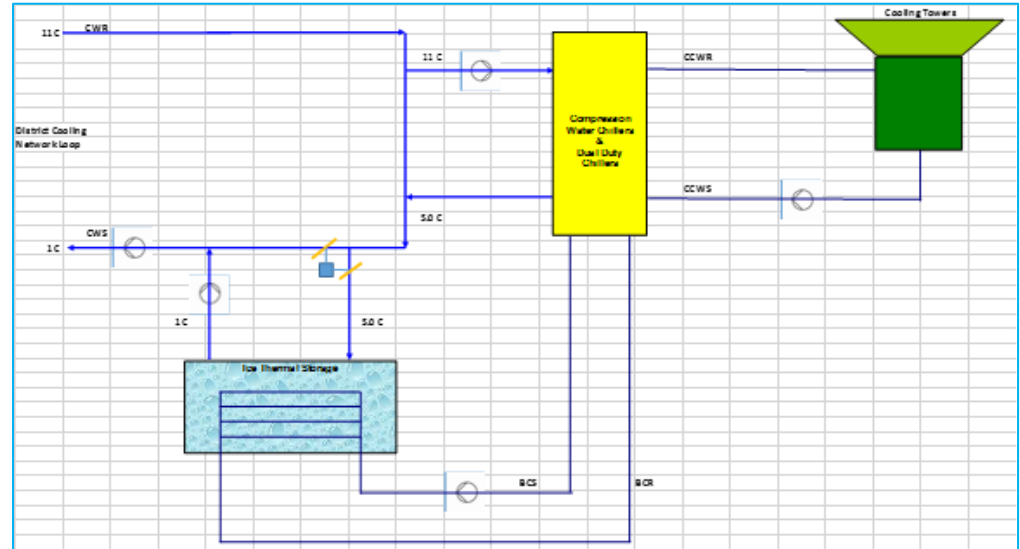 Cooling Towers
CWR
11 C
11 C
CCWR
Compression
Water Chillers
&
Dual Duty
Chillers
District Cooling
Network Loop
CCWS
5.0 C
CWS
1 C
1 C
5.0 C
Ice Thermal Storage
BCS
BCR